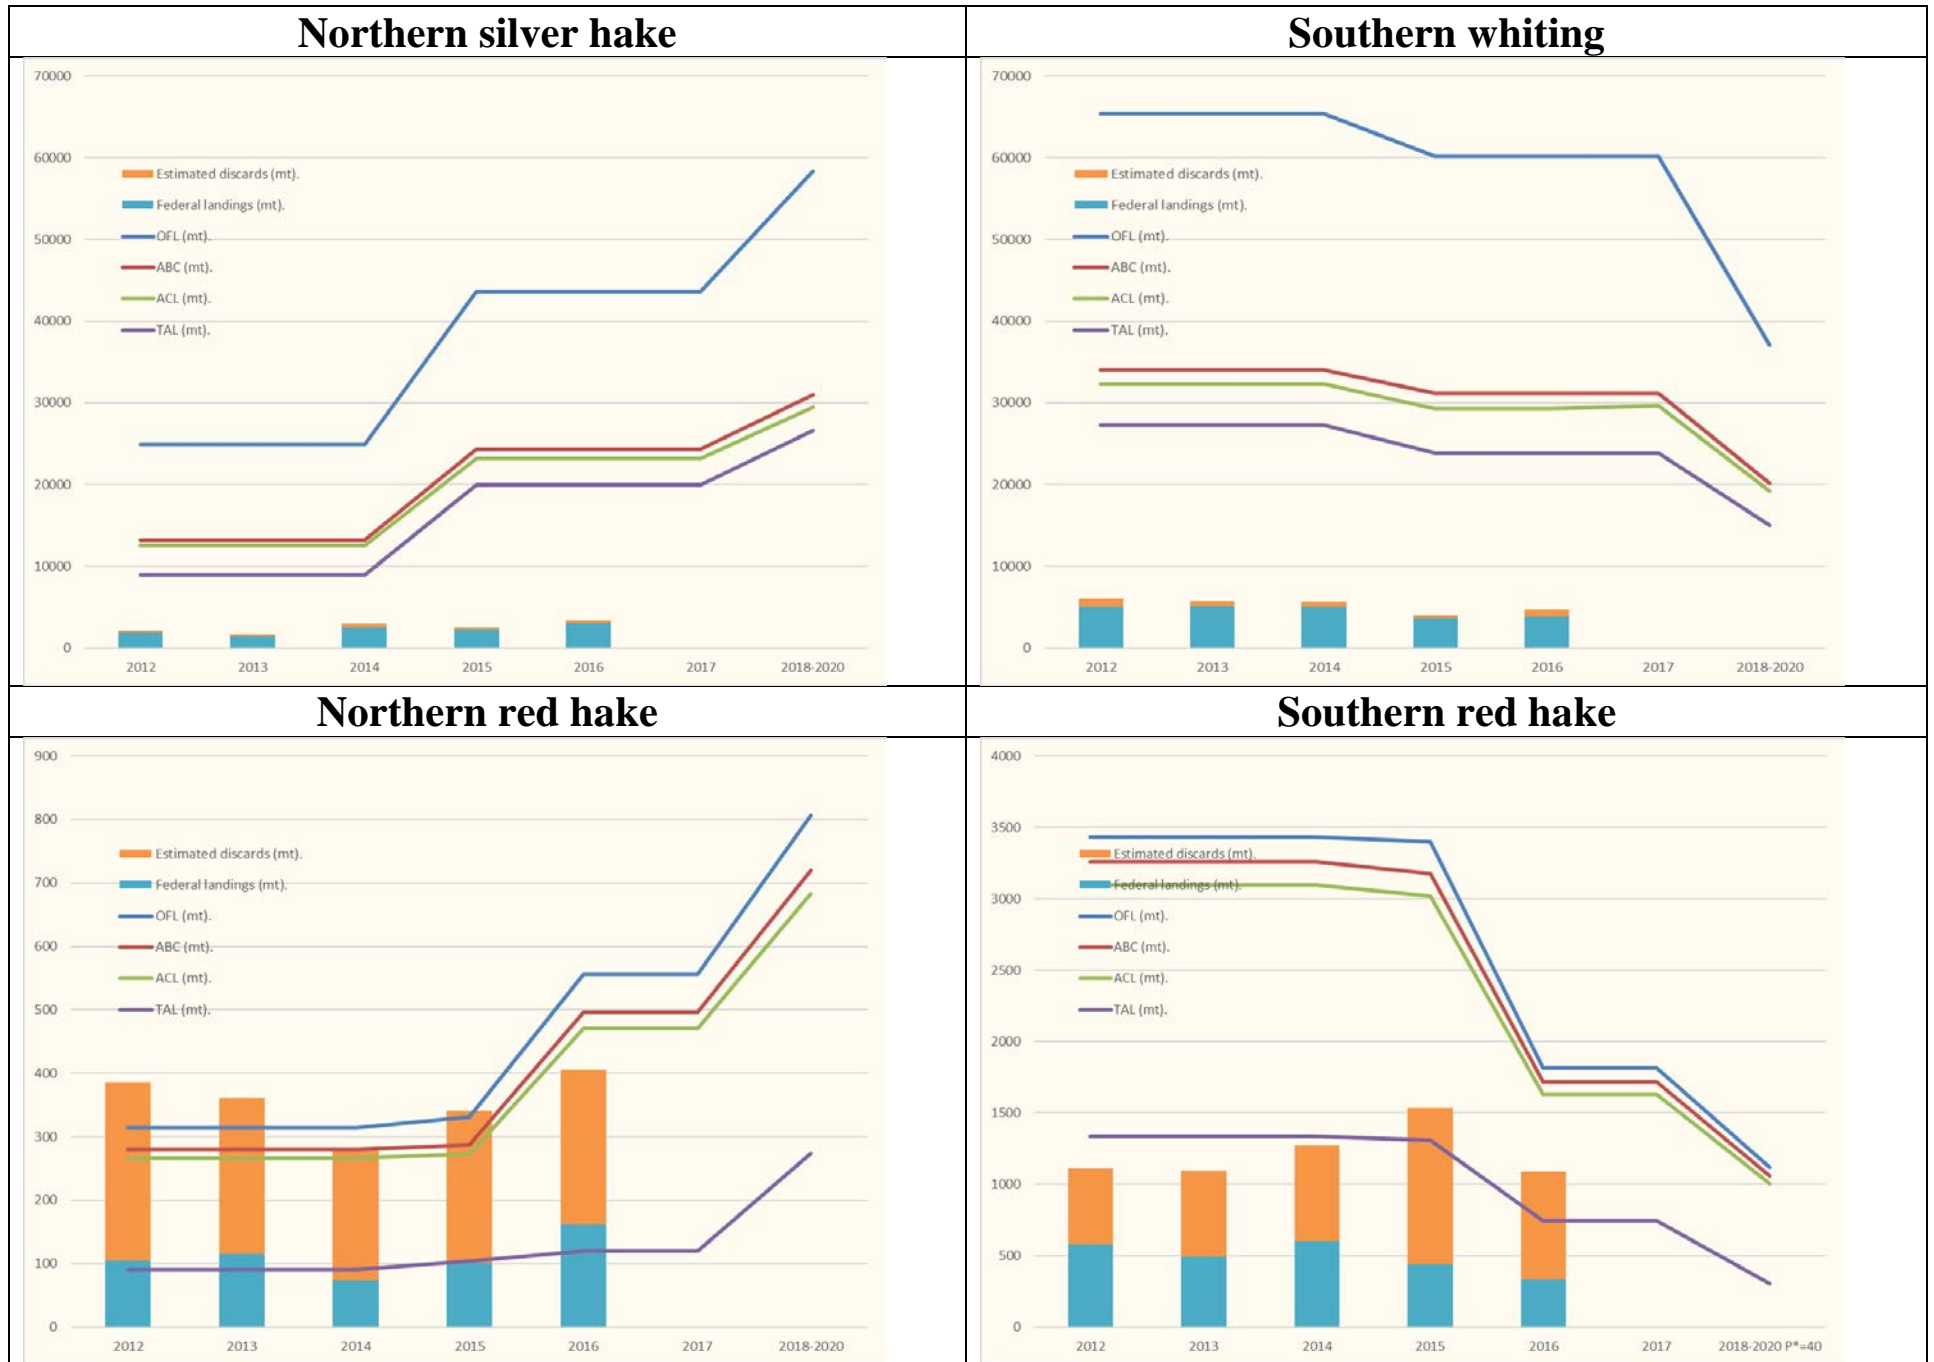 Northern silver hake
Southern whiting
70000
60000
50000
40000
30000
20000
10000
0
Estimated discards (mt).
Federal landings (mt).
OFL (mt).
ABC (mt).
ACL (mt).
TAL (mt).
2012 2013 2014 2015 2016 2017 2018-2020
70000
60000
50000
40000
30000
20000
10000
0
Estimated discards (mt).
Federal landings (mt).
OFL (mt).
ABC (mt).
ACL (mt).
TAL (mt).
2012 2013 2014 2015 2016 2017 2018-2020
Northern red hake
Southern red hake
900
800
700
600
500
400
300
200
100
0
Estimated discards (mt).
Federal landings (mt).
OFL (mt).
ABC (mt).
ACL (mt).
TAL (mt).
2012 2013 2014 2015 2016 2017 2018-2020
4000
3500
3000
2500
2000
1500
1000
500
0
Estimated discards (mt).
Federal landings (mt).
OFL (mt).
ABC (mt).
ACL (mt).
TAL (mt).
2012 2013 2014 2015 2016 2017 2018-2020 P*=40